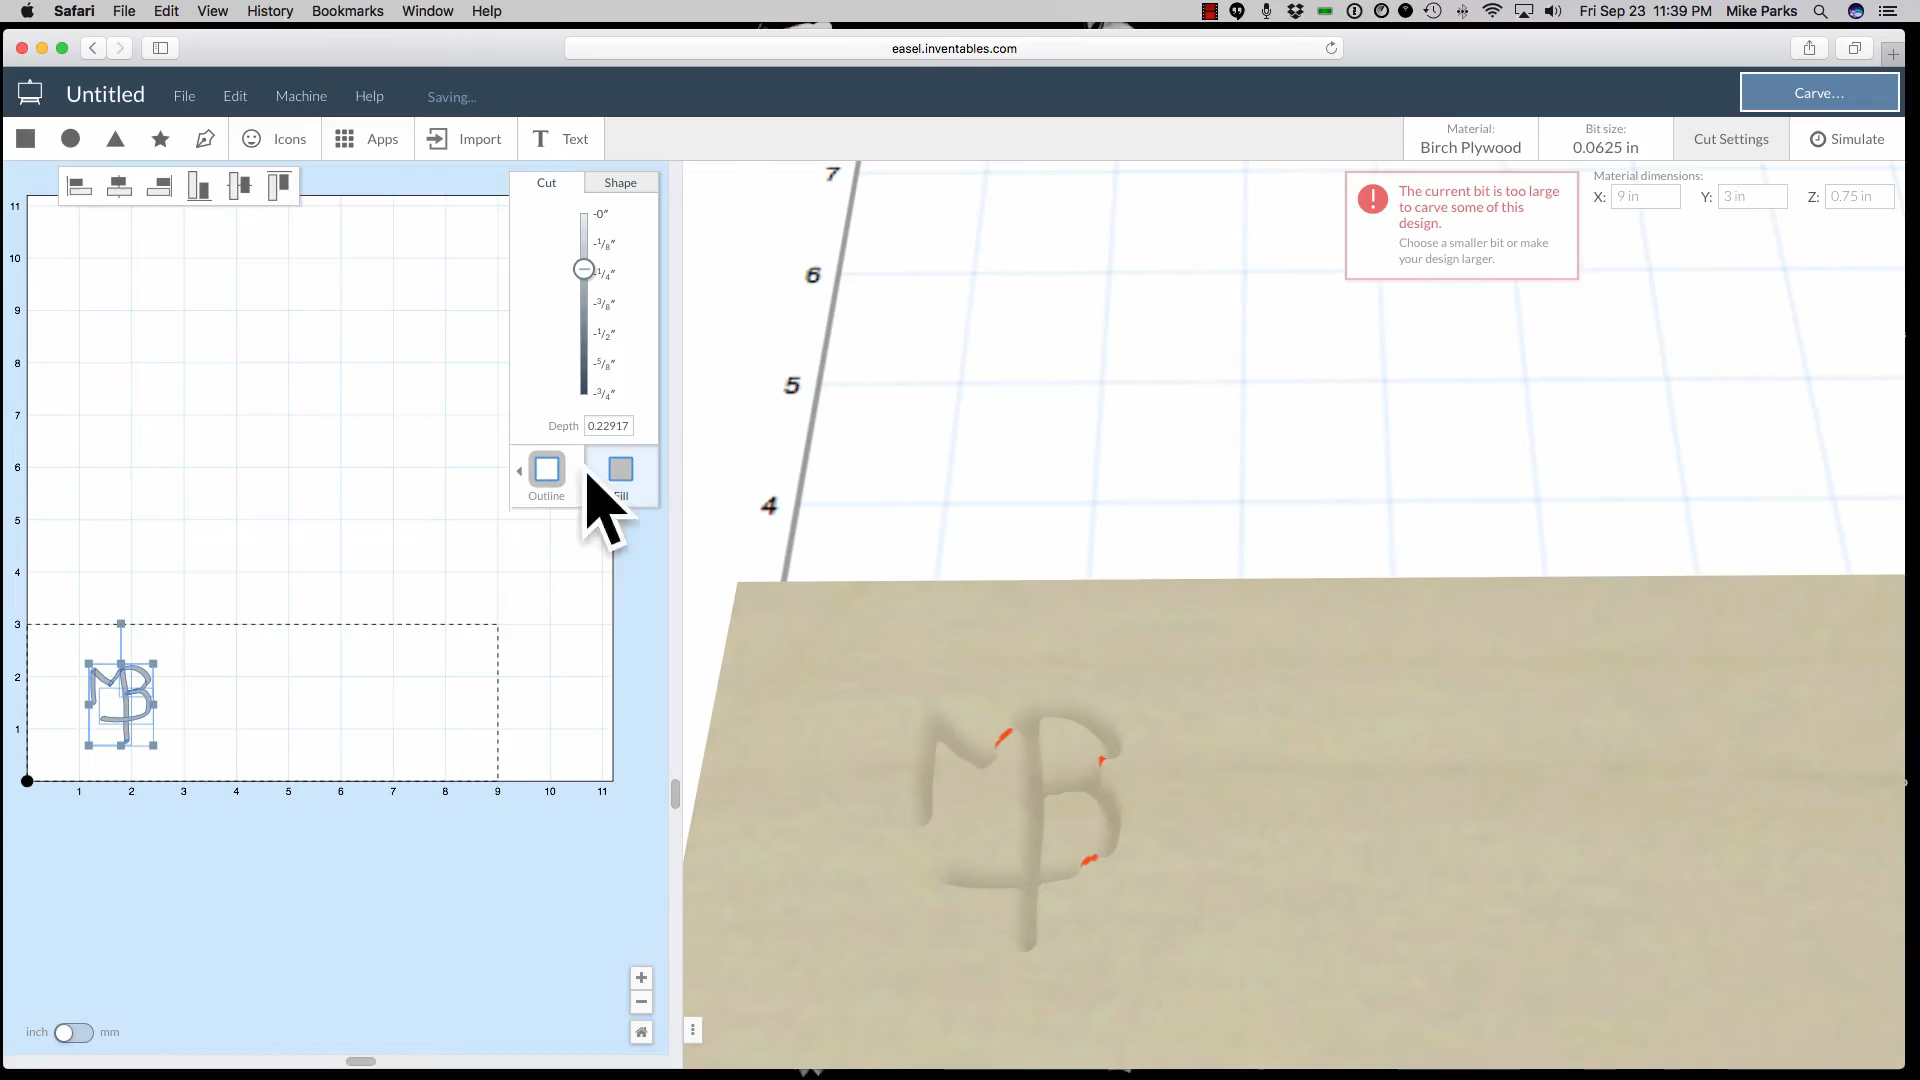 Safari File Edit View History Bookmarks Window Help Fri Sep 23 11:39 PM Mike Parks
easel.inventables.com
Untitled File Edit Machine Help Saving... Carve...
Icons Apps Import T Text Material: Birch Plywood Bit size: 0.0625 in Cut Settings Simulate
Cut Shape
-0"
-1/8"
-1/4"
-3/8"
-1/2"
-5/8"
-3/4"
Depth 0.22917
Outline Fill
11
10
9
8
7
6
5
4
3
2
1
1 2 3 4 5 6 7 8 9 10 11
MB
inch mm
7
6
5
4
The current bit is too large
to carve some of this
design.
Choose a smaller bit or make
your design larger.
Material dimensions:
X: 9 in Y: 3 in Z: 0.75 in
MB